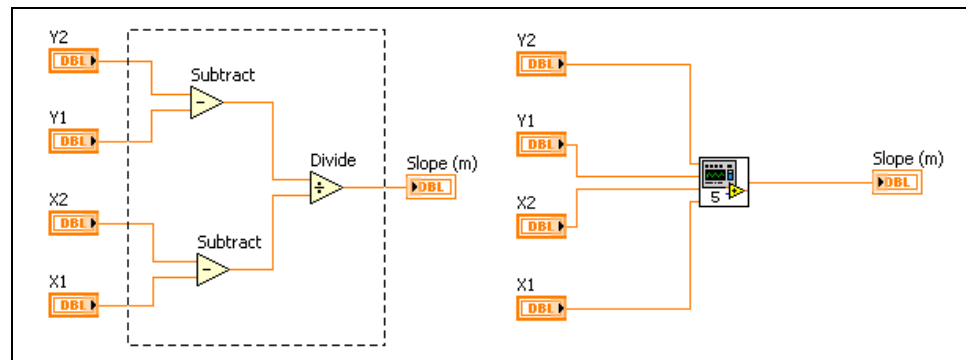 Y2
DBL
Subtract
Y1
DBL
Divide
Slope (m)
DBL
X2
DBL
Subtract
X1
DBL
Y2
DBL
Y1
DBL
X2
DBL
X1
DBL
5
Slope (m)
DBL